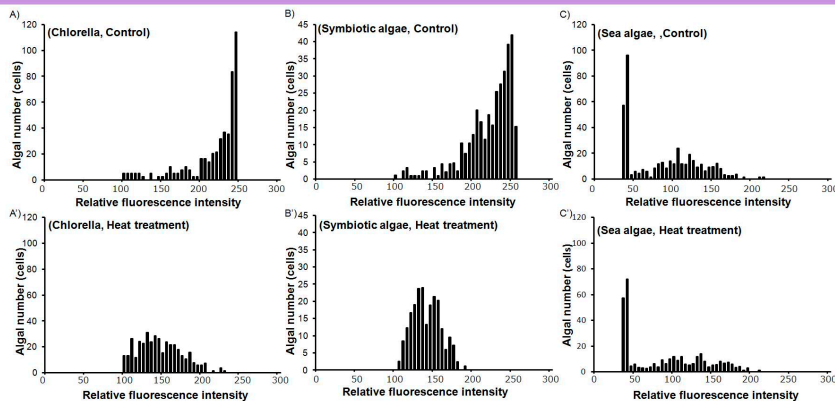 A)
(Chlorella, Control)
Algal number (cells)
120
100
80
60
40
20
0
0 50 100 150 200 250 300
Relative fluorescence intensity
B)
(Symbiotic algae, Control)
Algal number (cells)
45
40
35
30
25
20
15
10
5
0
0 50 100 150 200 250 300
Relative fluorescence intensity
C)
(Sea algae, ,Control)
Algal number (cells)
120
100
80
60
40
20
0
0 50 100 150 200 250 300
Relative fluorescence intensity
A')
(Chlorella, Heat treatment)
Algal number (cells)
120
100
80
60
40
20
0
0 50 100 150 200 250 300
Relative fluorescence intensity
B')
(Symbiotic algae, Heat treatment)
Algal number (cells)
45
40
35
30
25
20
15
10
5
0
0 50 100 150 200 250 300
Relative fluorescence intensity
C')
(Sea algae, Heat treatment)
Algal number (cells)
120
100
80
60
40
20
0
0 50 100 150 200 250 300
Relative fluorescence intensity